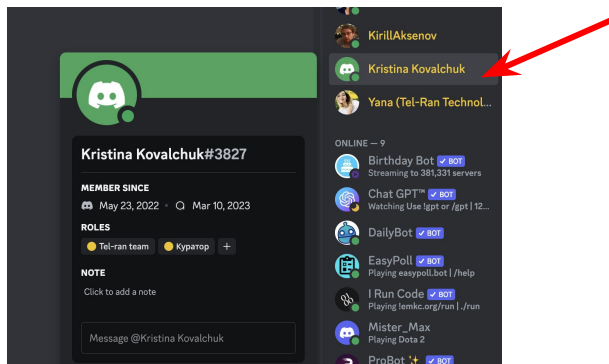 Kristina Kovalchuk#3827
MEMBER SINCE
May 23, 2022 • Mar 10, 2023
ROLES
Tel-ran team Куратор +
NOTE
Click to add a note
Message @Kristina Kovalchuk
KirillAksenov
Kristina Kovalchuk
Yana (Tel-Ran Technol...
ONLINE — 9
Birthday Bot ✓ BOT
Streaming to 381,331 servers
Chat GPT™ ✓ BOT
Watching Use !gpt or /gpt | 12...
DailyBot ✓ BOT
EasyPoll ✓ BOT
Playing easypoll.bot | /help
I Run Code ✓ BOT
Playing !emkc.org/run | ./run
Mister_Max
Playing Dota 2
ProBot ✨ ✓ BOT